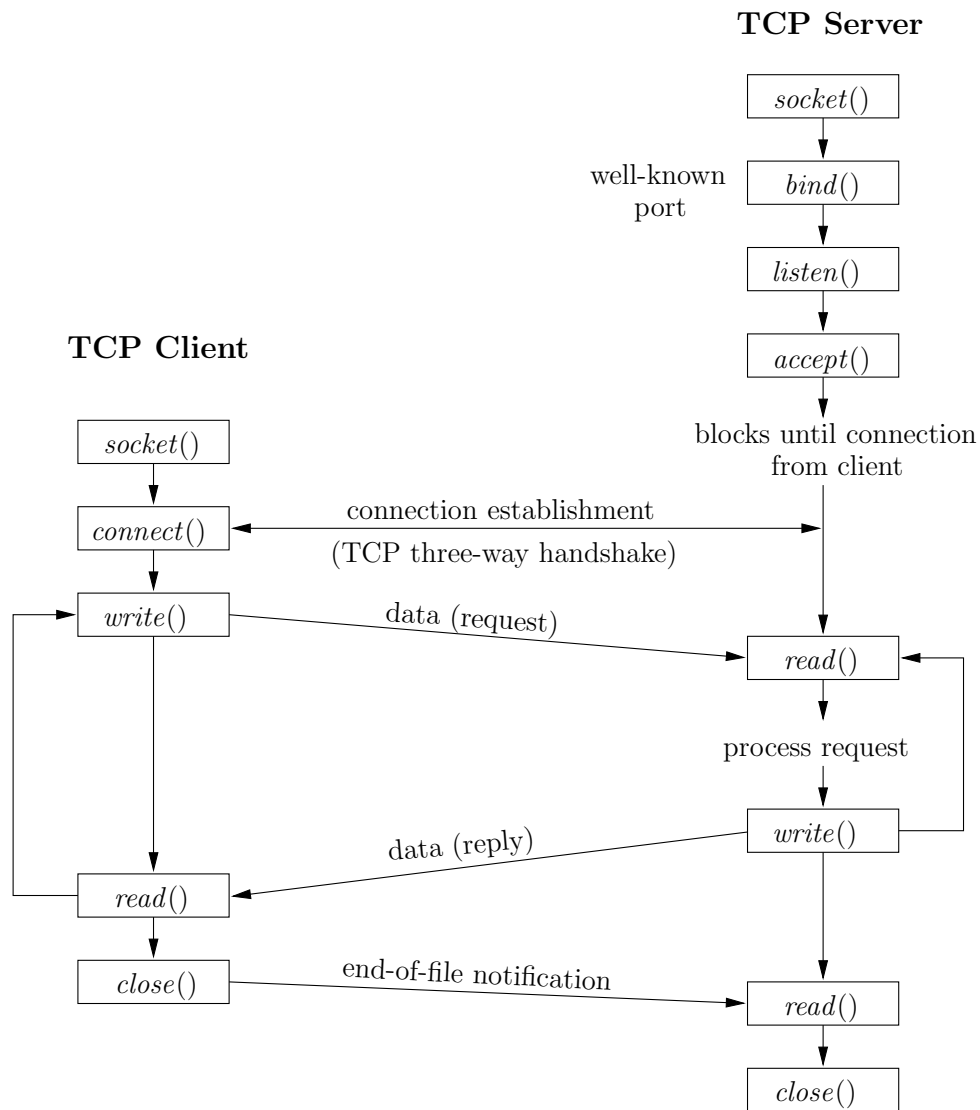 TCP Server
socket()
well-known
port
bind()
listen()
TCP Client
accept()
blocks until connection
from client
socket()
connect()
connection establishment
(TCP three-way handshake)
write()
data (request)
read()
process request
write()
data (reply)
read()
close()
end-of-file notification
read()
close()